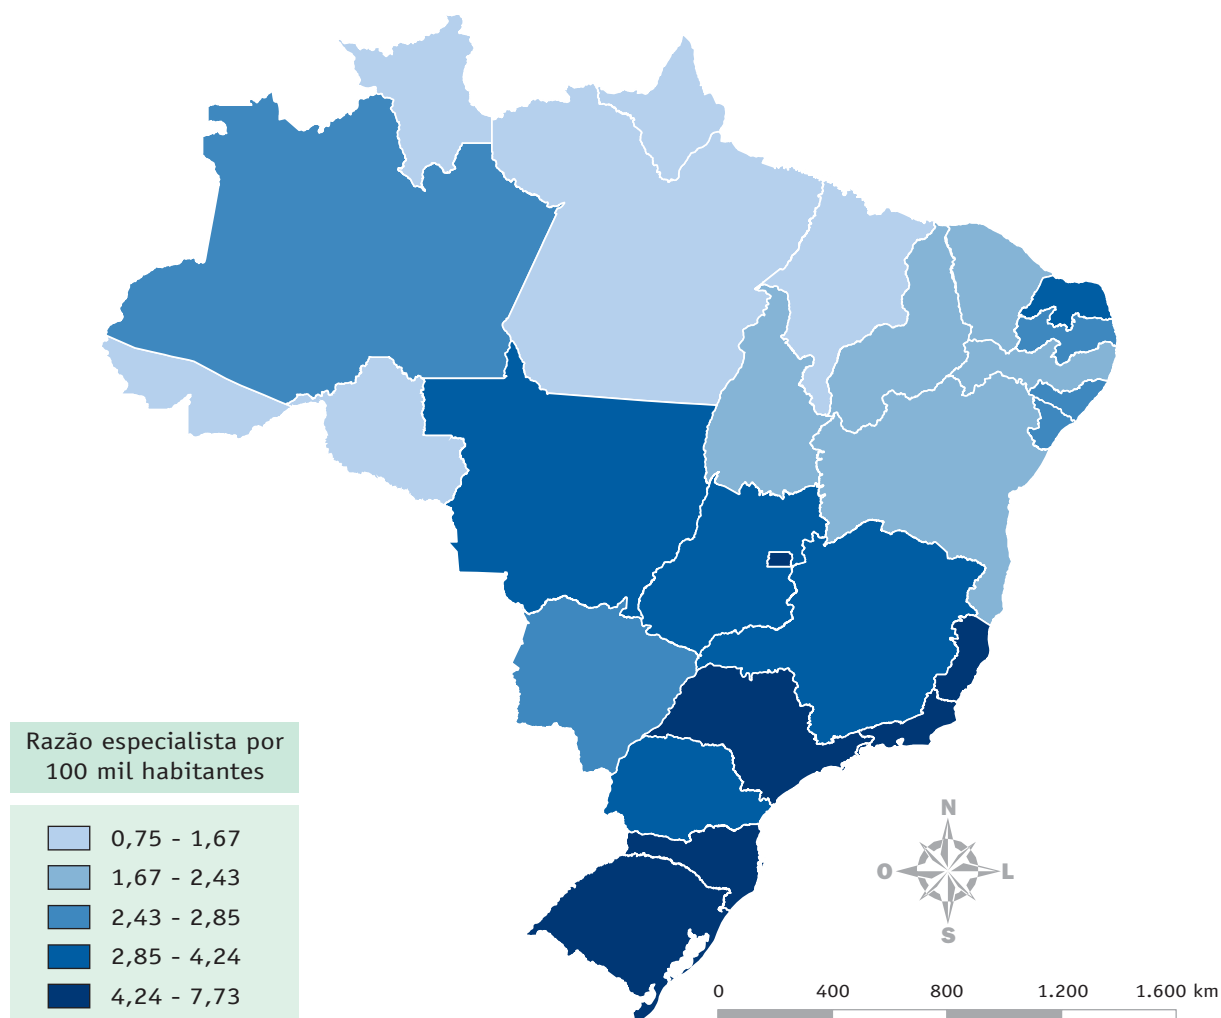 Razão especialista por
100 mil habitantes
0,75 - 1,67
1,67 - 2,43
2,43 - 2,85
2,85 - 4,24
4,24 - 7,73
N
O
L
S
0 400 800 1.200 1.600 km